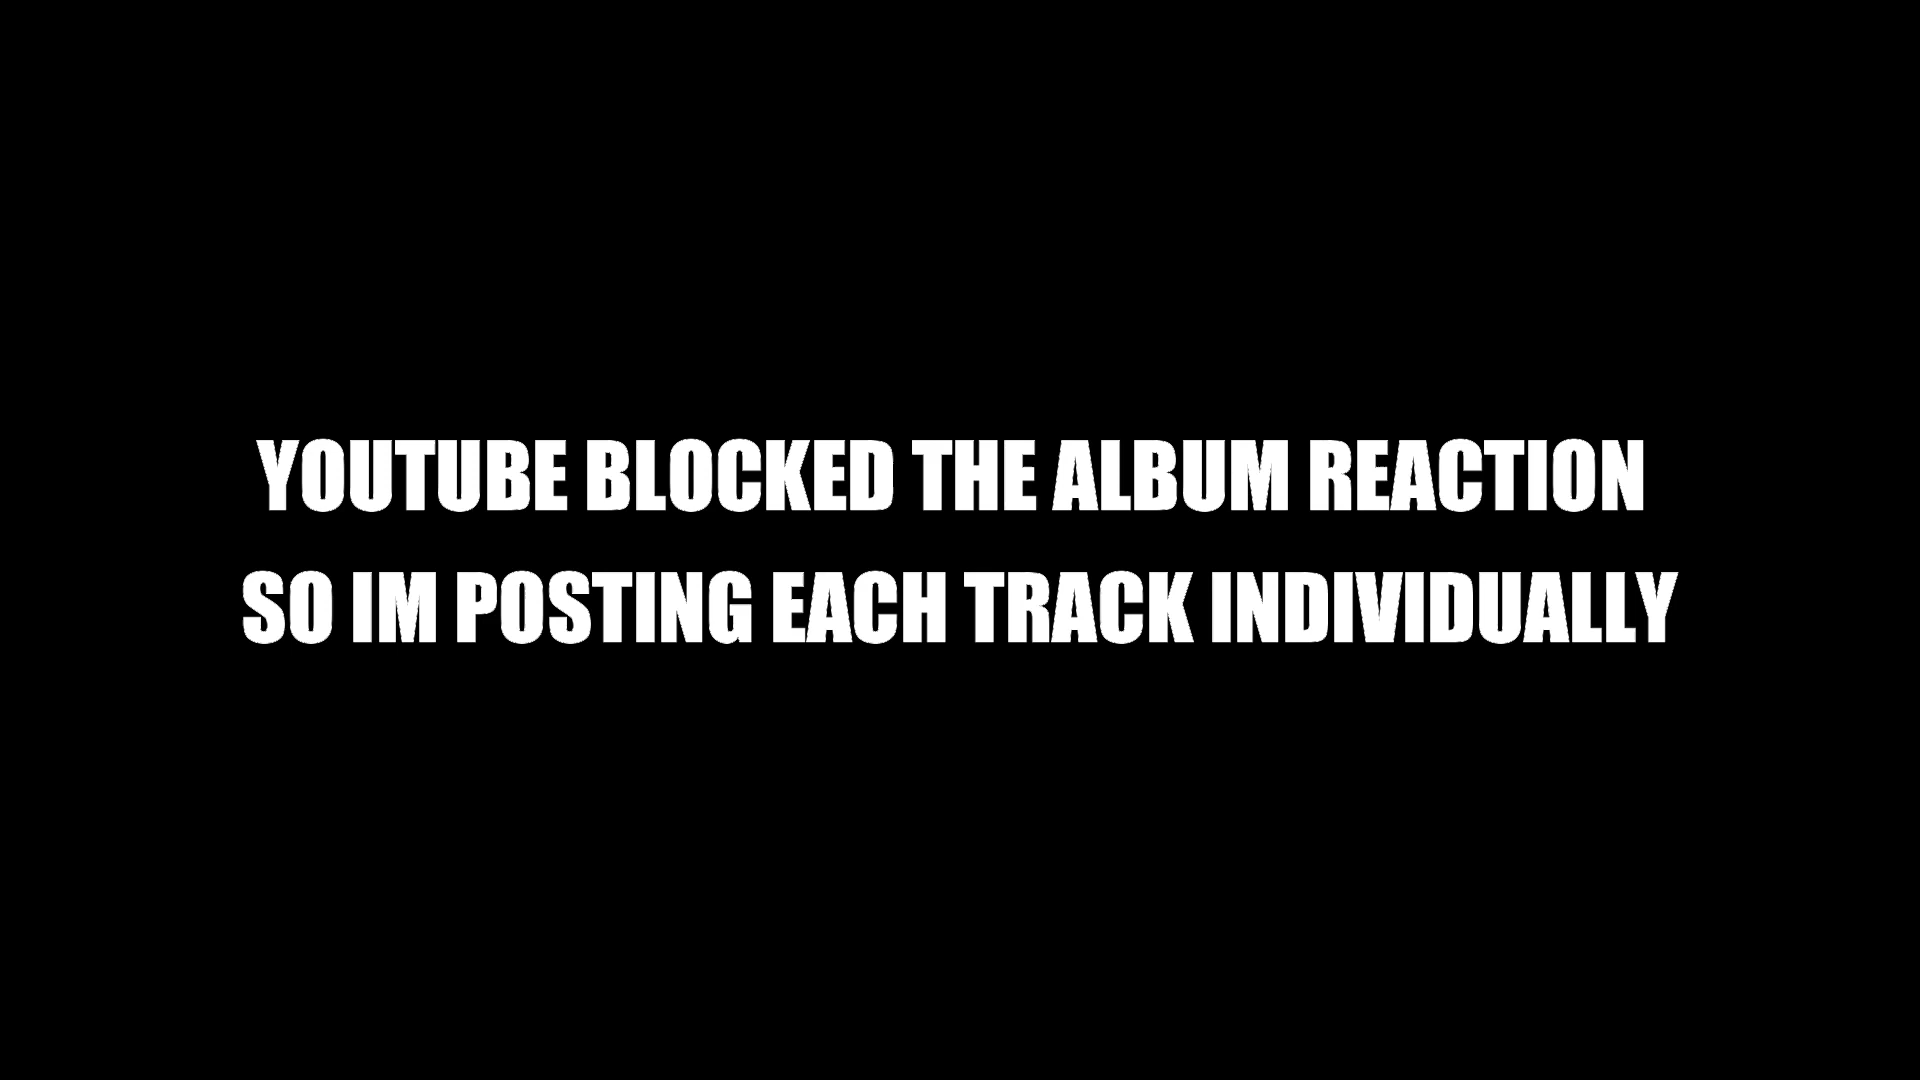 YOUTUBE BLOCKED THE ALBUM REACTION
SO IM POSTING EACH TRACK INDIVIDUALLY